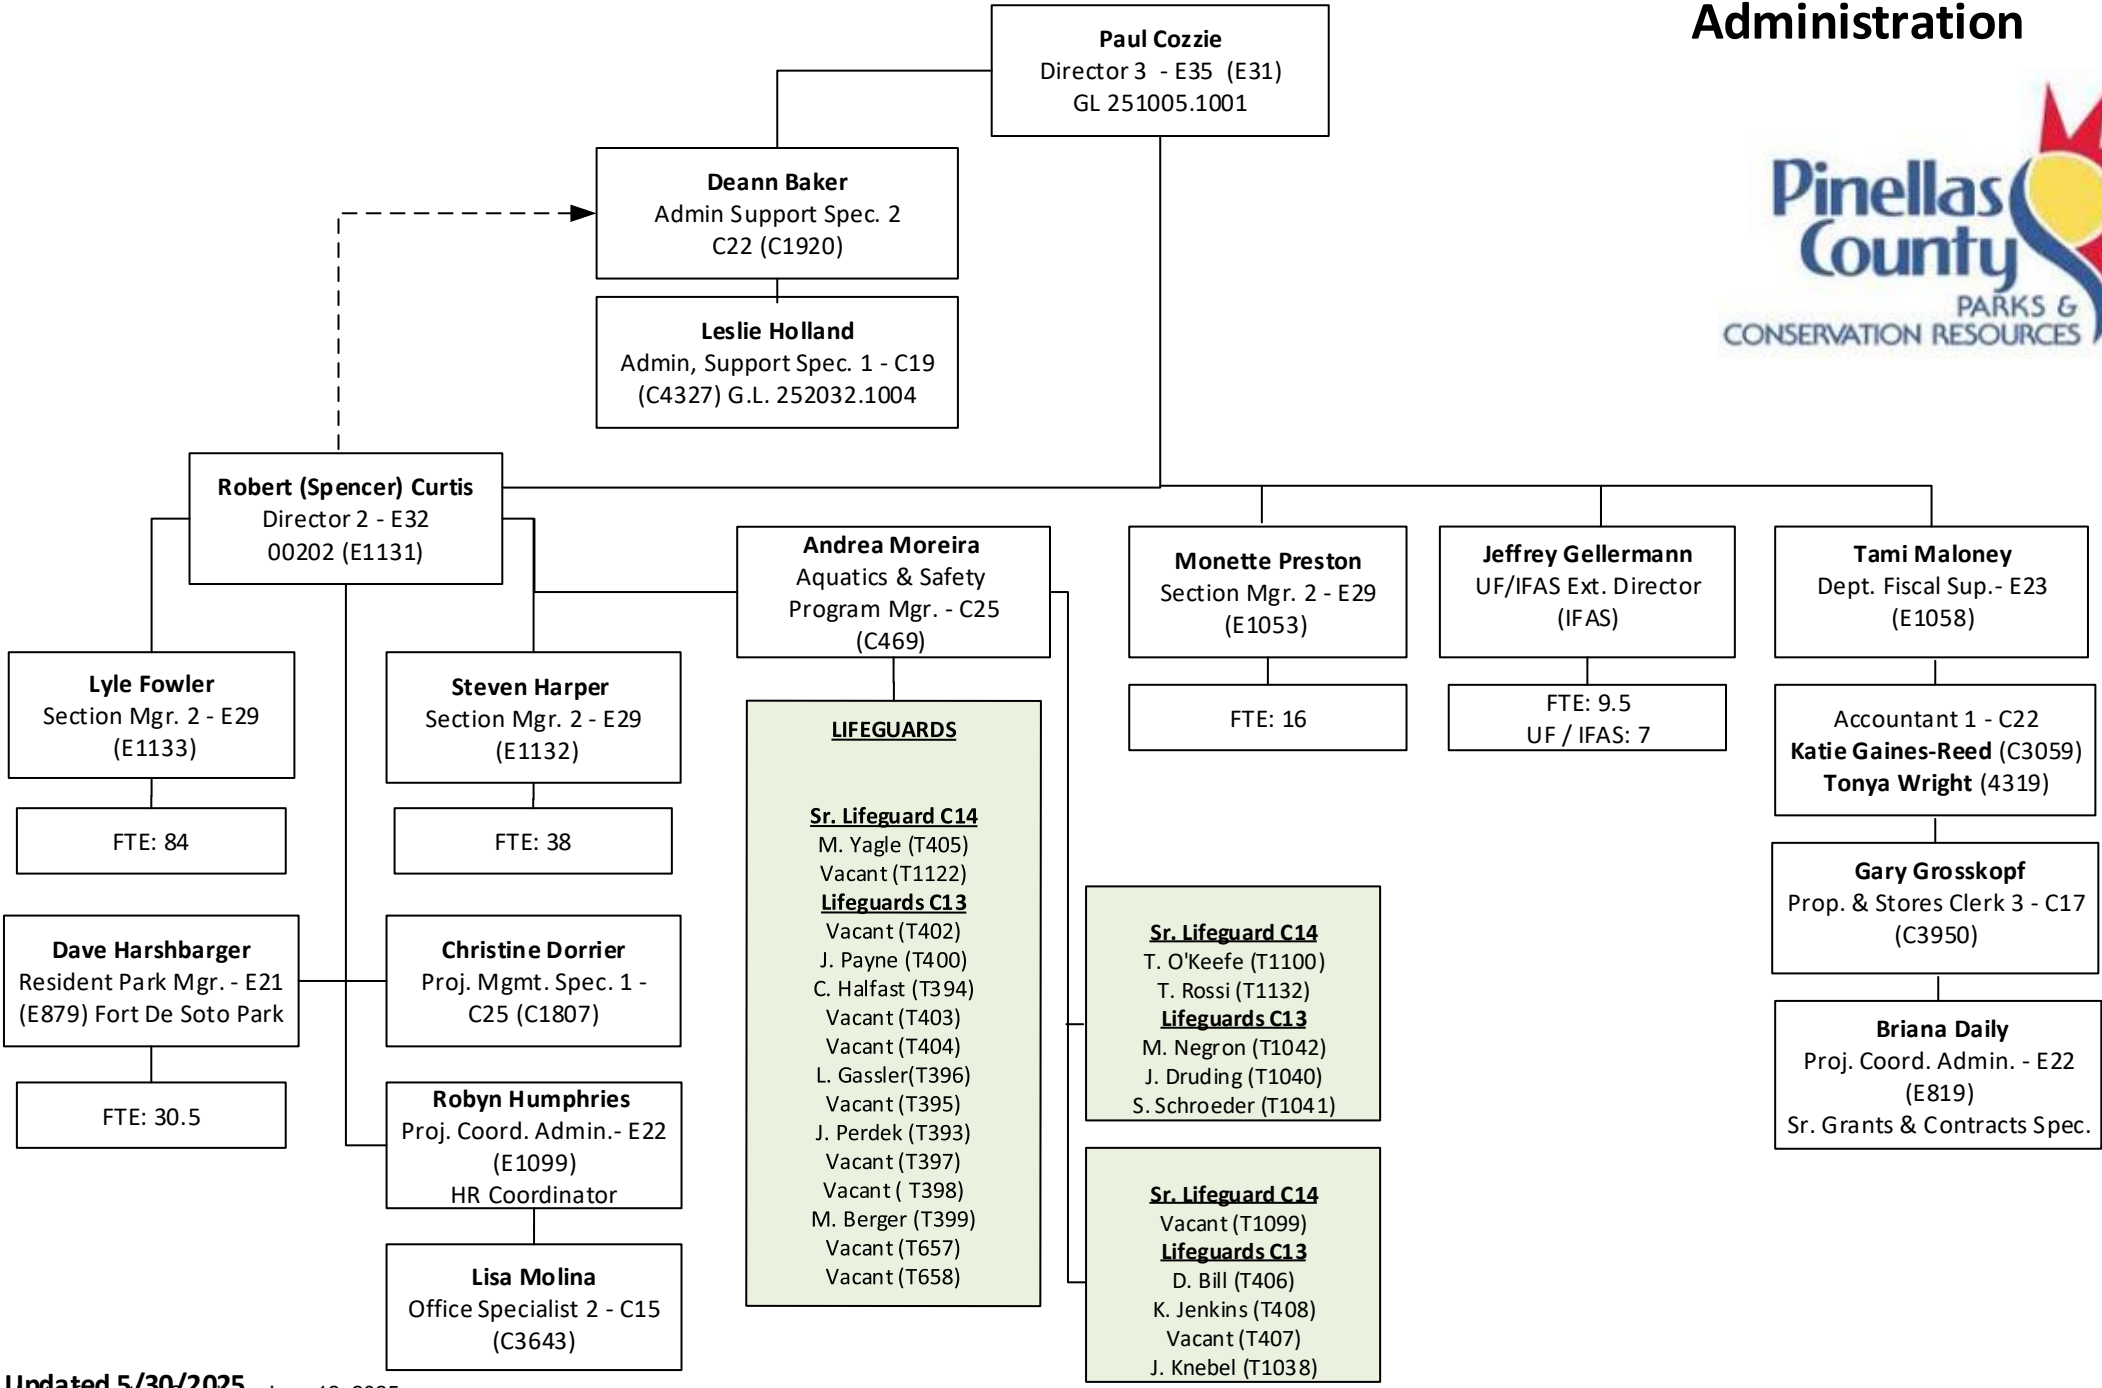 Administration
Paul Cozzie
Director 3 - E35 (E31)
GL 251005.1001
Pinellas
County
PARKS &
CONSERVATION RESOURCES
Deann Baker
Admin Support Spec. 2
C22 (C1920)
Leslie Holland
Admin, Support Spec. 1 - C19
(C4327) G.L. 252032.1004
Robert (Spencer) Curtis
Director 2 - E32
00202 (E1131)
Andrea Moreira
Aquatics & Safety
Program Mgr. - C25
(C469)
Monette Preston
Section Mgr. 2 - E29
(E1053)
FTE: 16
Jeffrey Gellermann
UF/IFAS Ext. Director
(IFAS)
FTE: 9.5
UF / IFAS: 7
Tami Maloney
Dept. Fiscal Sup.- E23
(E1058)
Accountant 1 - C22
Katie Gaines-Reed (C3059)
Tonya Wright (4319)
Gary Grosskopf
Prop. & Stores Clerk 3 - C17
(C3950)
Briana Daily
Proj. Coord. Admin. - E22
(E819)
Sr. Grants & Contracts Spec.
Lyle Fowler
Section Mgr. 2 - E29
(E1133)
FTE: 84
Steven Harper
Section Mgr. 2 - E29
(E1132)
FTE: 38
Dave Harshbarger
Resident Park Mgr. - E21
(E879) Fort De Soto Park
FTE: 30.5
Christine Dorrier
Proj. Mgmt. Spec. 1 -
C25 (C1807)
Robyn Humphries
Proj. Coord. Admin.- E22
(E1099)
HR Coordinator
Lisa Molina
Office Specialist 2 - C15
(C3643)
LIFEGUARDS
Sr. Lifeguard C14
M. Yagle (T405)
Vacant (T1122)
Lifeguards C13
Vacant (T402)
J. Payne (T400)
C. Halfast (T394)
Vacant (T403)
Vacant (T404)
L. Gassler(T396)
Vacant (T395)
J. Perdek (T393)
Vacant (T397)
Vacant ( T398)
M. Berger (T399)
Vacant (T657)
Vacant (T658)
Sr. Lifeguard C14
T. O'Keefe (T1100)
T. Rossi (T1132)
Lifeguards C13
M. Negron (T1042)
J. Druding (T1040)
S. Schroeder (T1041)
Sr. Lifeguard C14
Vacant (T1099)
Lifeguards C13
D. Bill (T406)
K. Jenkins (T408)
Vacant (T407)
J. Knebel (T1038)
Updated 5/30/2025